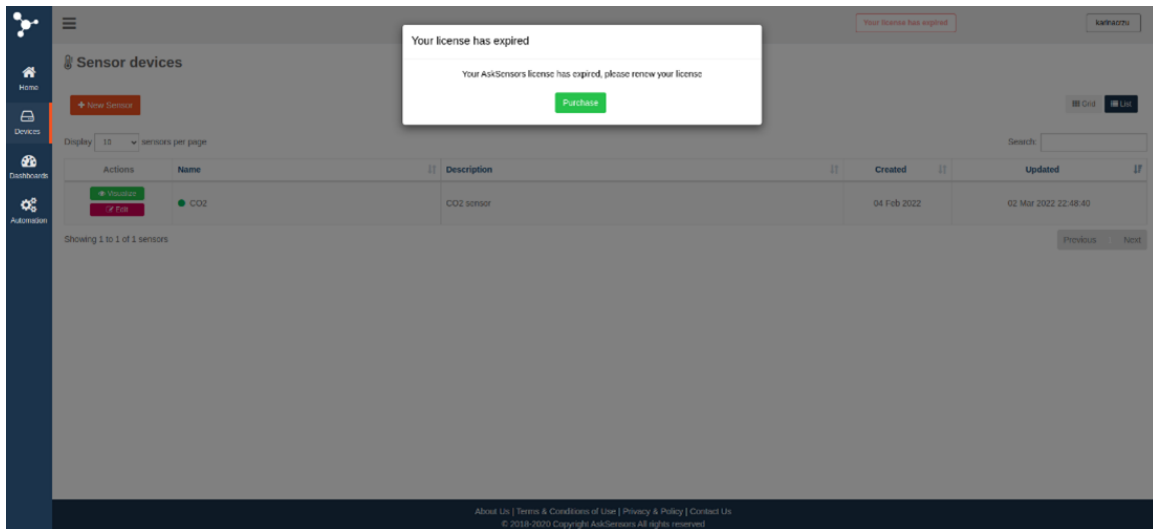 Your license has expired
Your license has expired
Your AskSensors license has expired, please renew your license
Purchase
Home
Devices
Dashboards
Automation
Sensor devices
+ New Sensor
Grid
List
Display 10 sensors per page
Search:
Actions Name Description Created Updated
Visualize
Edit
CO2 CO2 sensor 04 Feb 2022 02 Mar 2022 22:48:40
Showing 1 to 1 of 1 sensors
Previous Next
About Us | Terms & Conditions of Use | Privacy & Policy | Contact Us
© 2018-2020 Copyright AskSensors All rights reserved